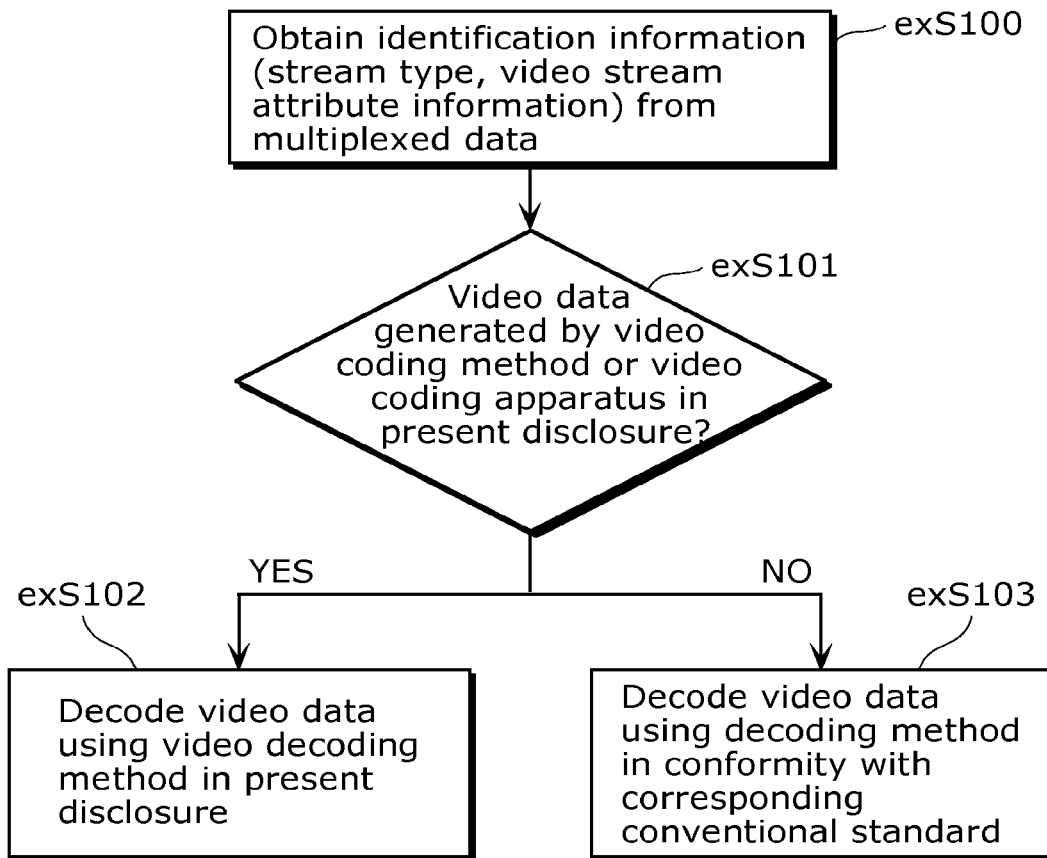 exS100
Obtain identification information
(stream type, video stream
attribute information) from
multiplexed data
exS101
Video data
generated by video
coding method or video
coding apparatus in
present disclosure?
YES
NO
exS102
exS103
Decode video data
using video decoding
method in present
disclosure
Decode video data
using decoding method
in conformity with
corresponding
conventional standard